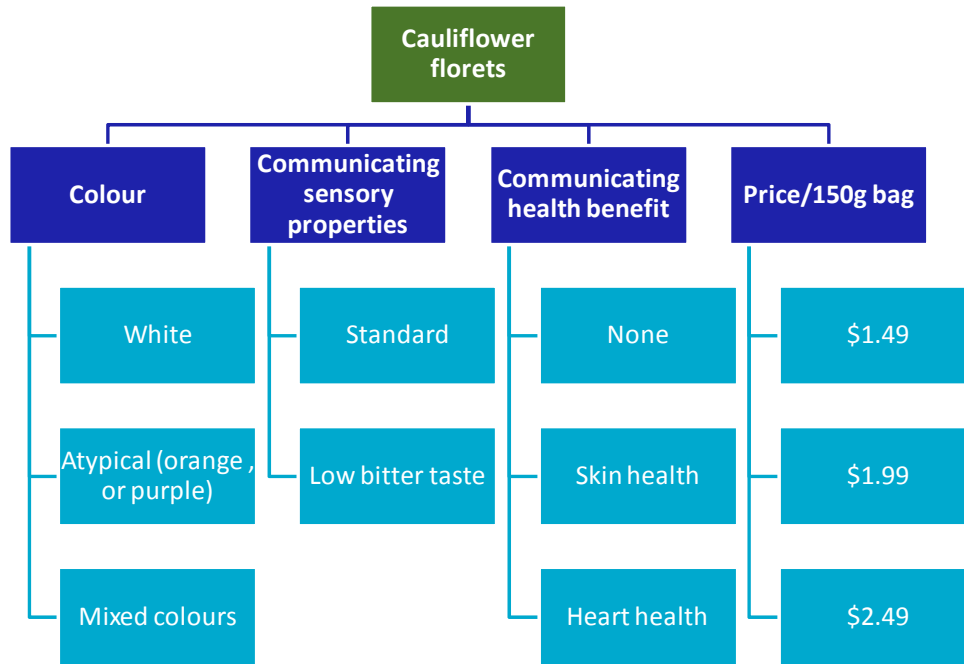 Cauliflower
florets
Colour
Communicating
sensory
properties
Communicating
health benefit
Price/150g bag
White
Standard
None
$1.49
Atypical (orange ,
or purple)
Low bitter taste
Skin health
$1.99
Mixed colours
Heart health
$2.49